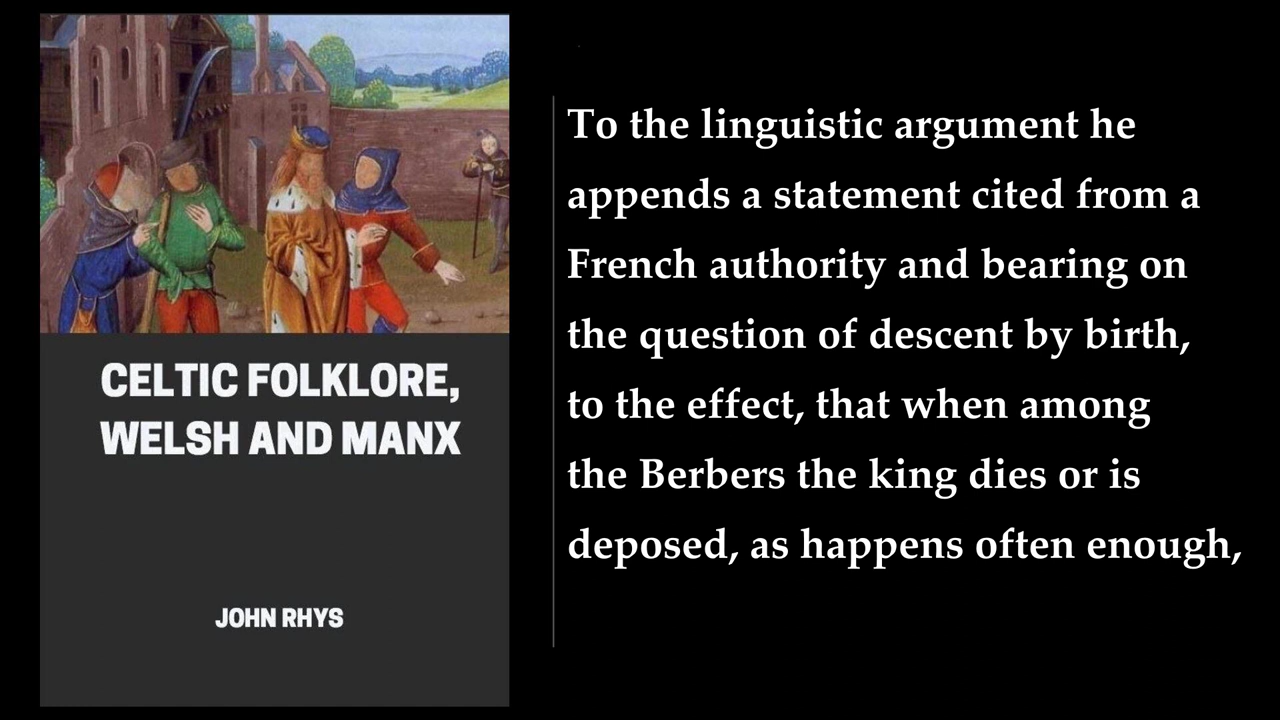 CELTIC FOLKLORE,
WELSH AND MANX
JOHN RHYS
To the linguistic argument he
appends a statement cited from a
French authority and bearing on
the question of descent by birth,
to the effect, that when among
the Berbers the king dies or is
deposed, as happens often enough,